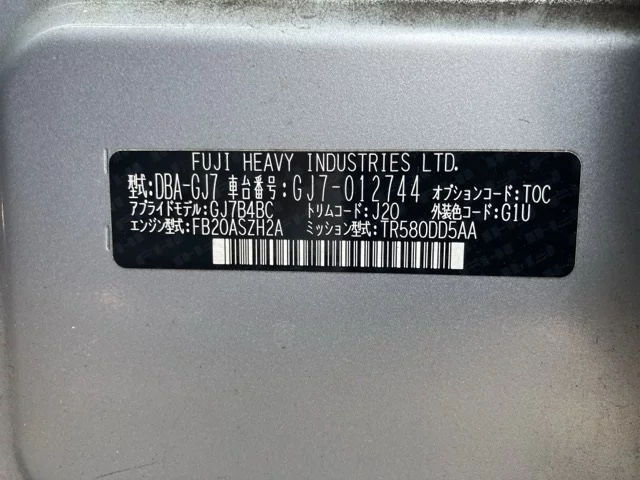 FUJI HEAVY INDUSTRIES LTD.
型式:DBA-GJ7 車台番号:GJ7-012744 オプションコード:TOC
アプライドモデル:GJ7B4BC トリムコード:J20 外装色コード:G1U
エンジン型式:FB20ASZH2A ミッション型式:TR580DD5AA